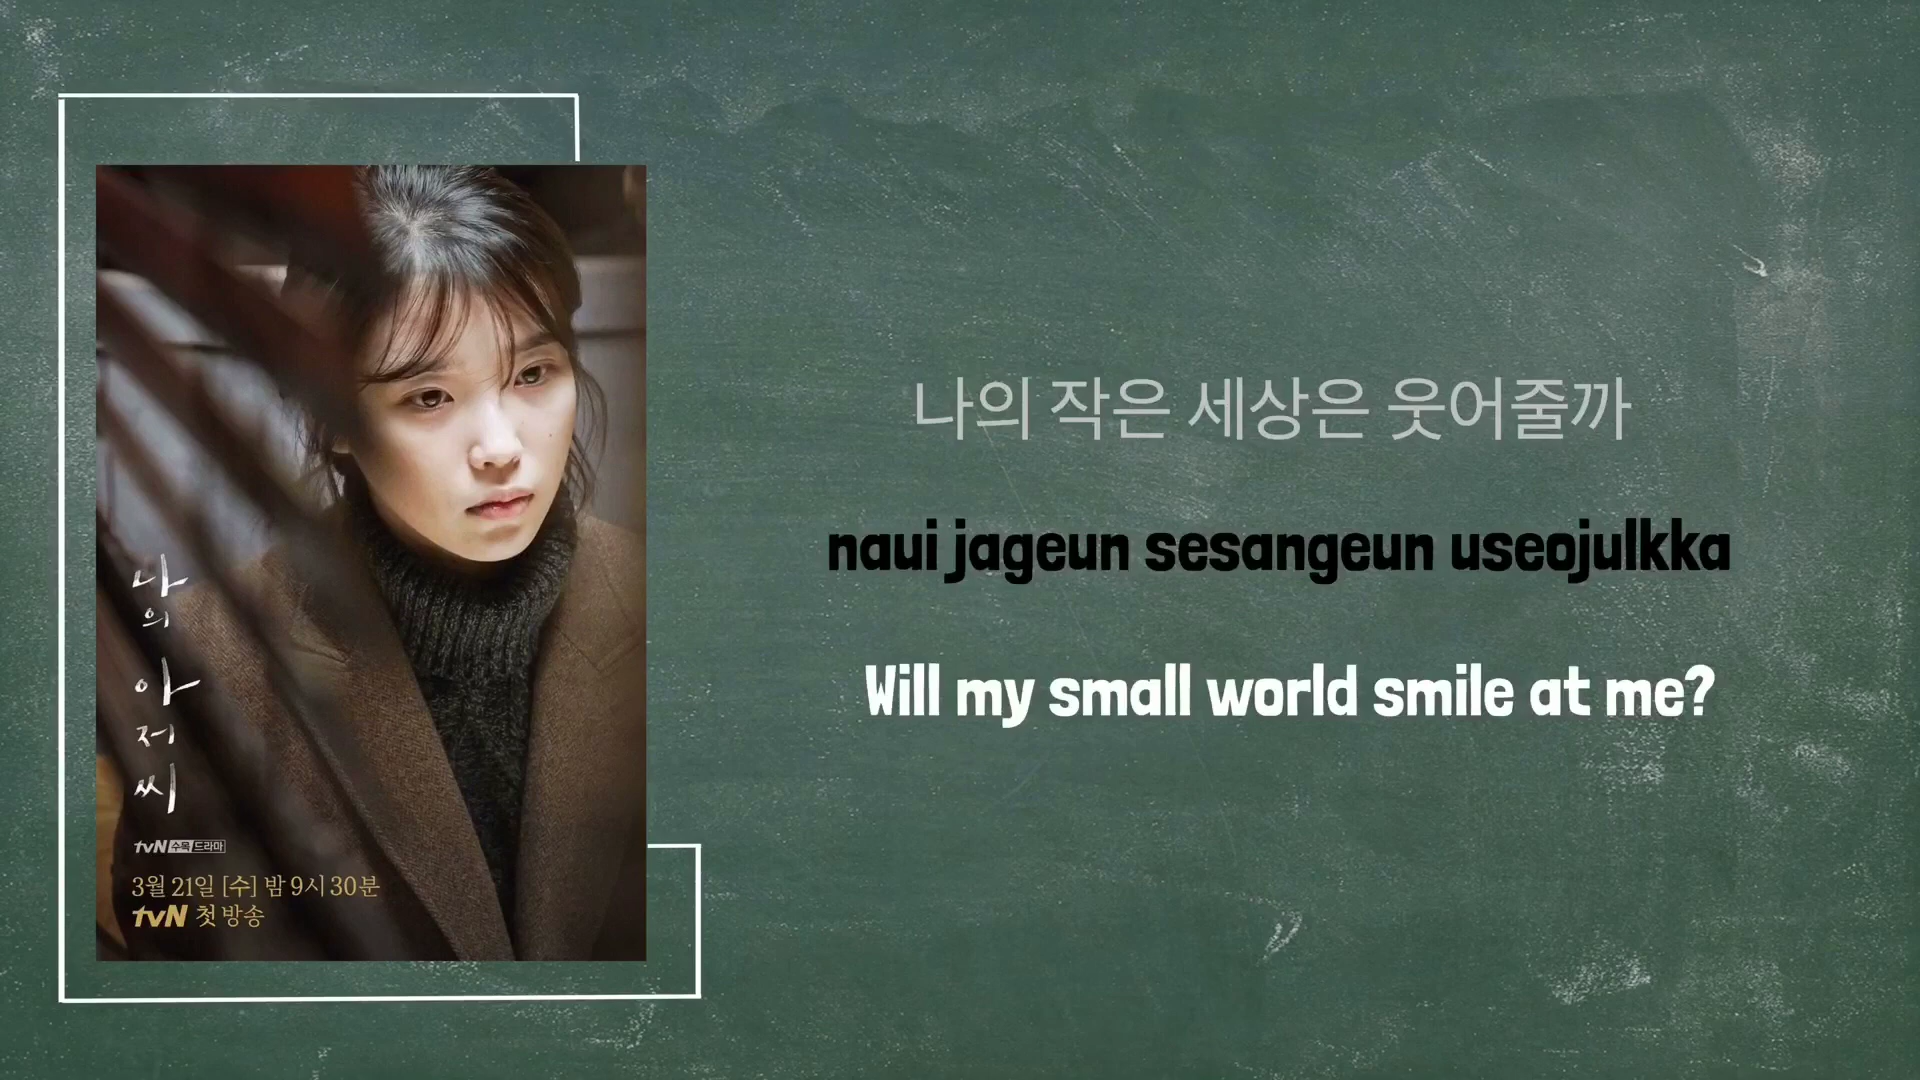 나의 아저씨
tvN 수목드라마
3월 21일 [수] 밤 9시 30분
tvN 첫 방송
나의 작은 세상은 웃어줄까
naui jageun sesangeun useojulkka
Will my small world smile at me?